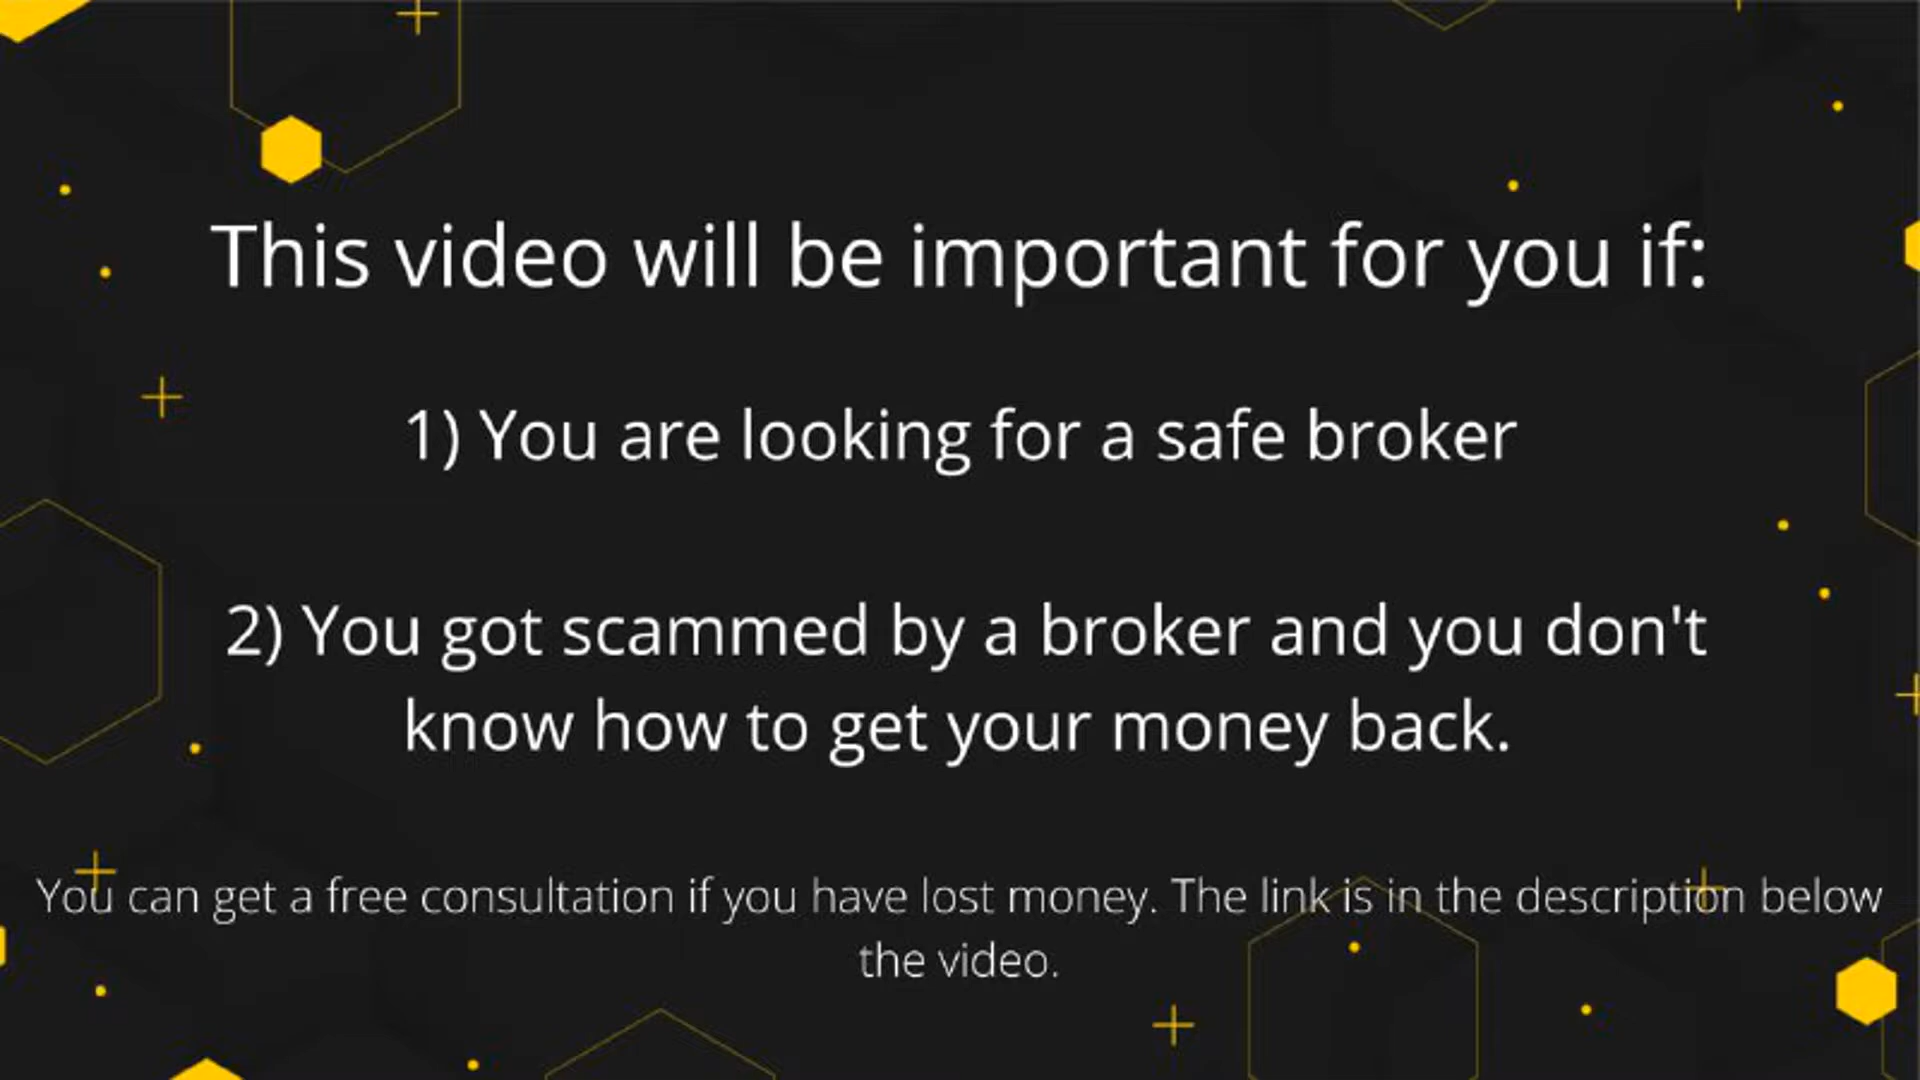 This video will be important for you if:
1) You are looking for a safe broker
2) You got scammed by a broker and you don't
know how to get your money back.
You can get a free consultation if you have lost money. The link is in the description below
the video.